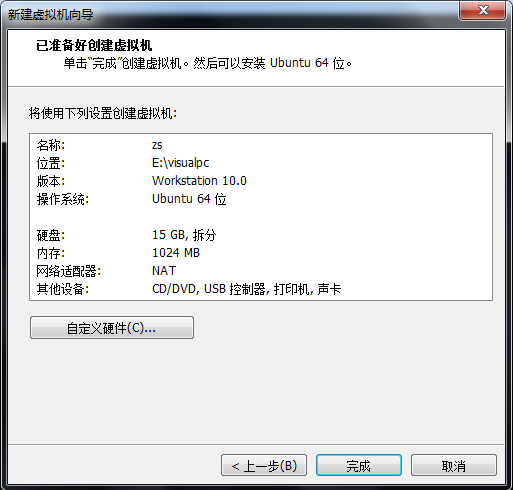 新建虚拟机向导
已准备好创建虚拟机
单击“完成”创建虚拟机。然后可以安装 Ubuntu 64 位。
将使用下列设置创建虚拟机:
名称: zs
位置: E:\visualpc
版本: Workstation 10.0
操作系统: Ubuntu 64 位
硬盘: 15 GB, 拆分
内存: 1024 MB
网络适配器: NAT
其他设备: CD/DVD, USB 控制器, 打印机, 声卡
自定义硬件(C)...
< 上一步(B) 完成 取消